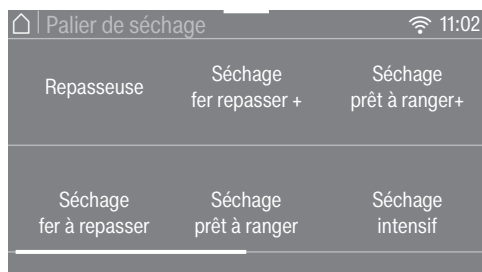 Palier de séchage 11:02
Repasseuse
Séchage
fer repasser +
Séchage
prêt à ranger+
Séchage
fer à repasser
Séchage
prêt à ranger
Séchage
intensif